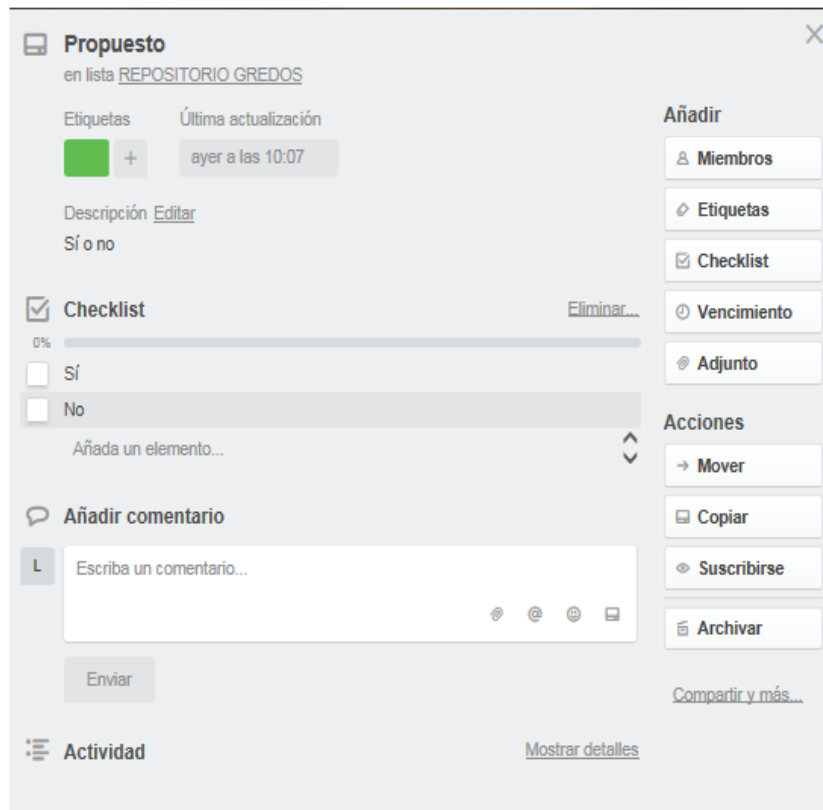 Propuesto
en lista REPOSITORIO GREDOS
Etiquetas Última actualización
+ ayer a las 10:07
Descripción Editar
Sí o no
Checklist Eliminar...
0%
Sí
No
Añada un elemento...
Añadir comentario
L Escriba un comentario...
@
Enviar
Actividad Mostrar detalles
Añadir
Miembros
Etiquetas
Checklist
Vencimiento
Adjunto
Acciones
→ Mover
Copiar
Suscribirse
Archivar
Compartir y más...